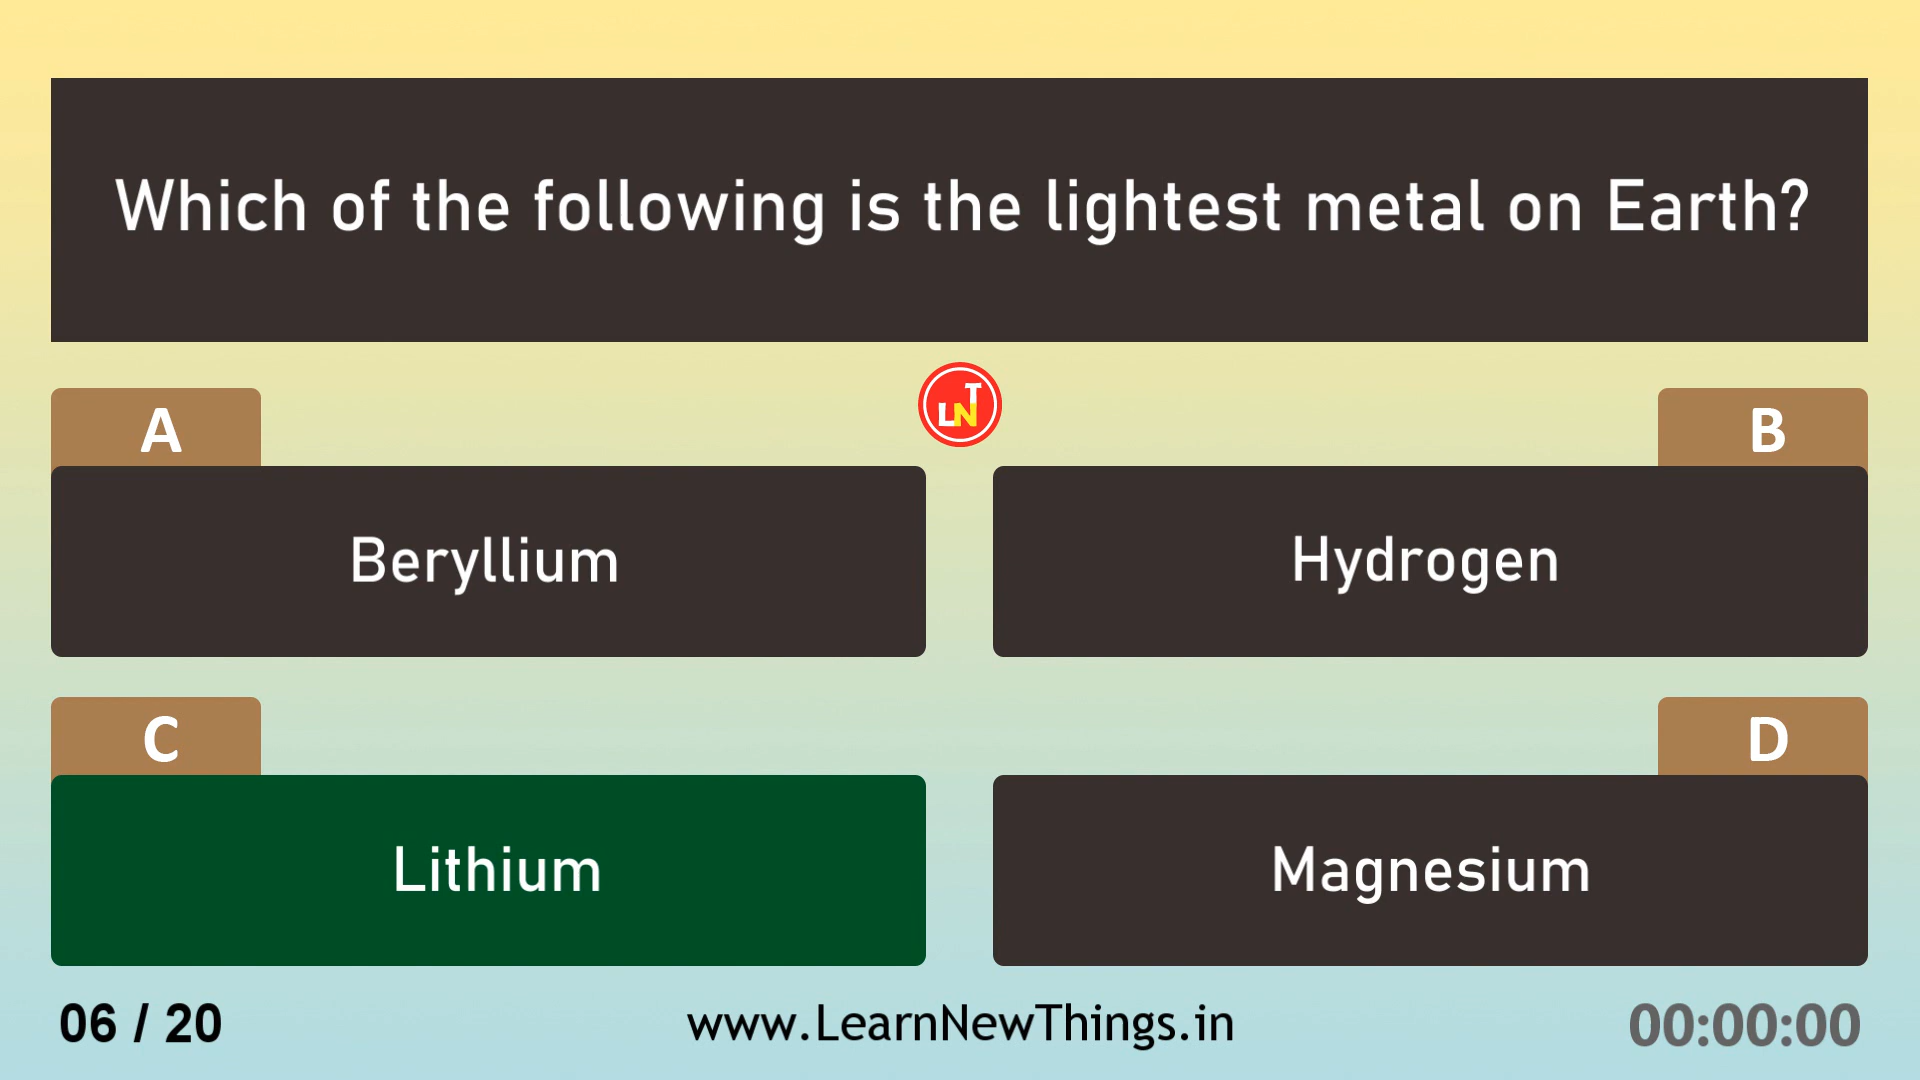 Which of the following is the lightest metal on Earth?
LNT
A
B
Beryllium
Hydrogen
C
D
Lithium
Magnesium
06 / 20
www.LearnNewThings.in
00:00:00